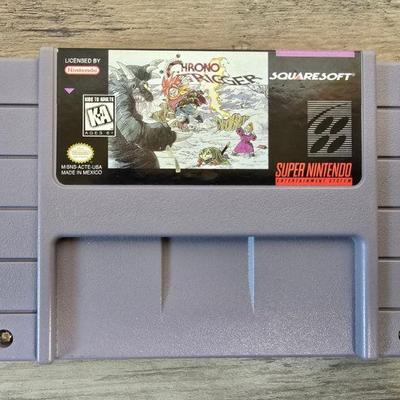 LICENSED BY
Nintendo
KIDS TO ADULTS
K-A
AGES 6+
M/SNS-ACTE-USA
MADE IN MEXICO
CHRONO
TRIGGER
SQUARESOFT
SUPER NINTENDO
ENTERTAINMENT SYSTEM